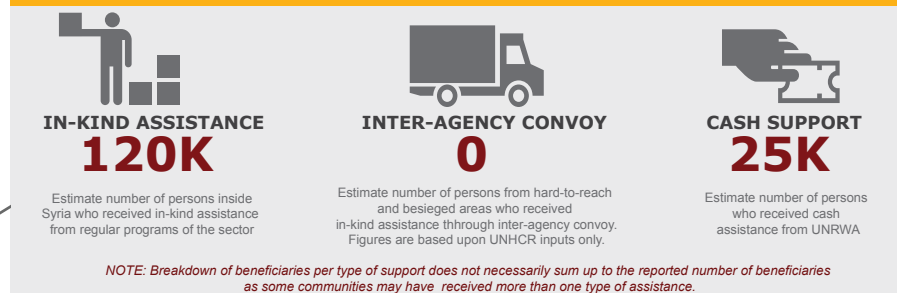 IN-KIND ASSISTANCE
120K
Estimate number of persons inside
Syria who received in-kind assistance
from regular programs of the sector
INTER-AGENCY CONVOY
0
Estimate number of persons from hard-to-reach
and besieged areas who received
in-kind assistance thhrough inter-agency convoy.
Figures are based upon UNHCR inputs only.
CASH SUPPORT
25K
Estimate number of persons
who received cash
assistance from UNRWA
NOTE: Breakdown of beneficiaries per type of support does not necessarily sum up to the reported number of beneficiaries
as some communities may have received more than one type of assistance.